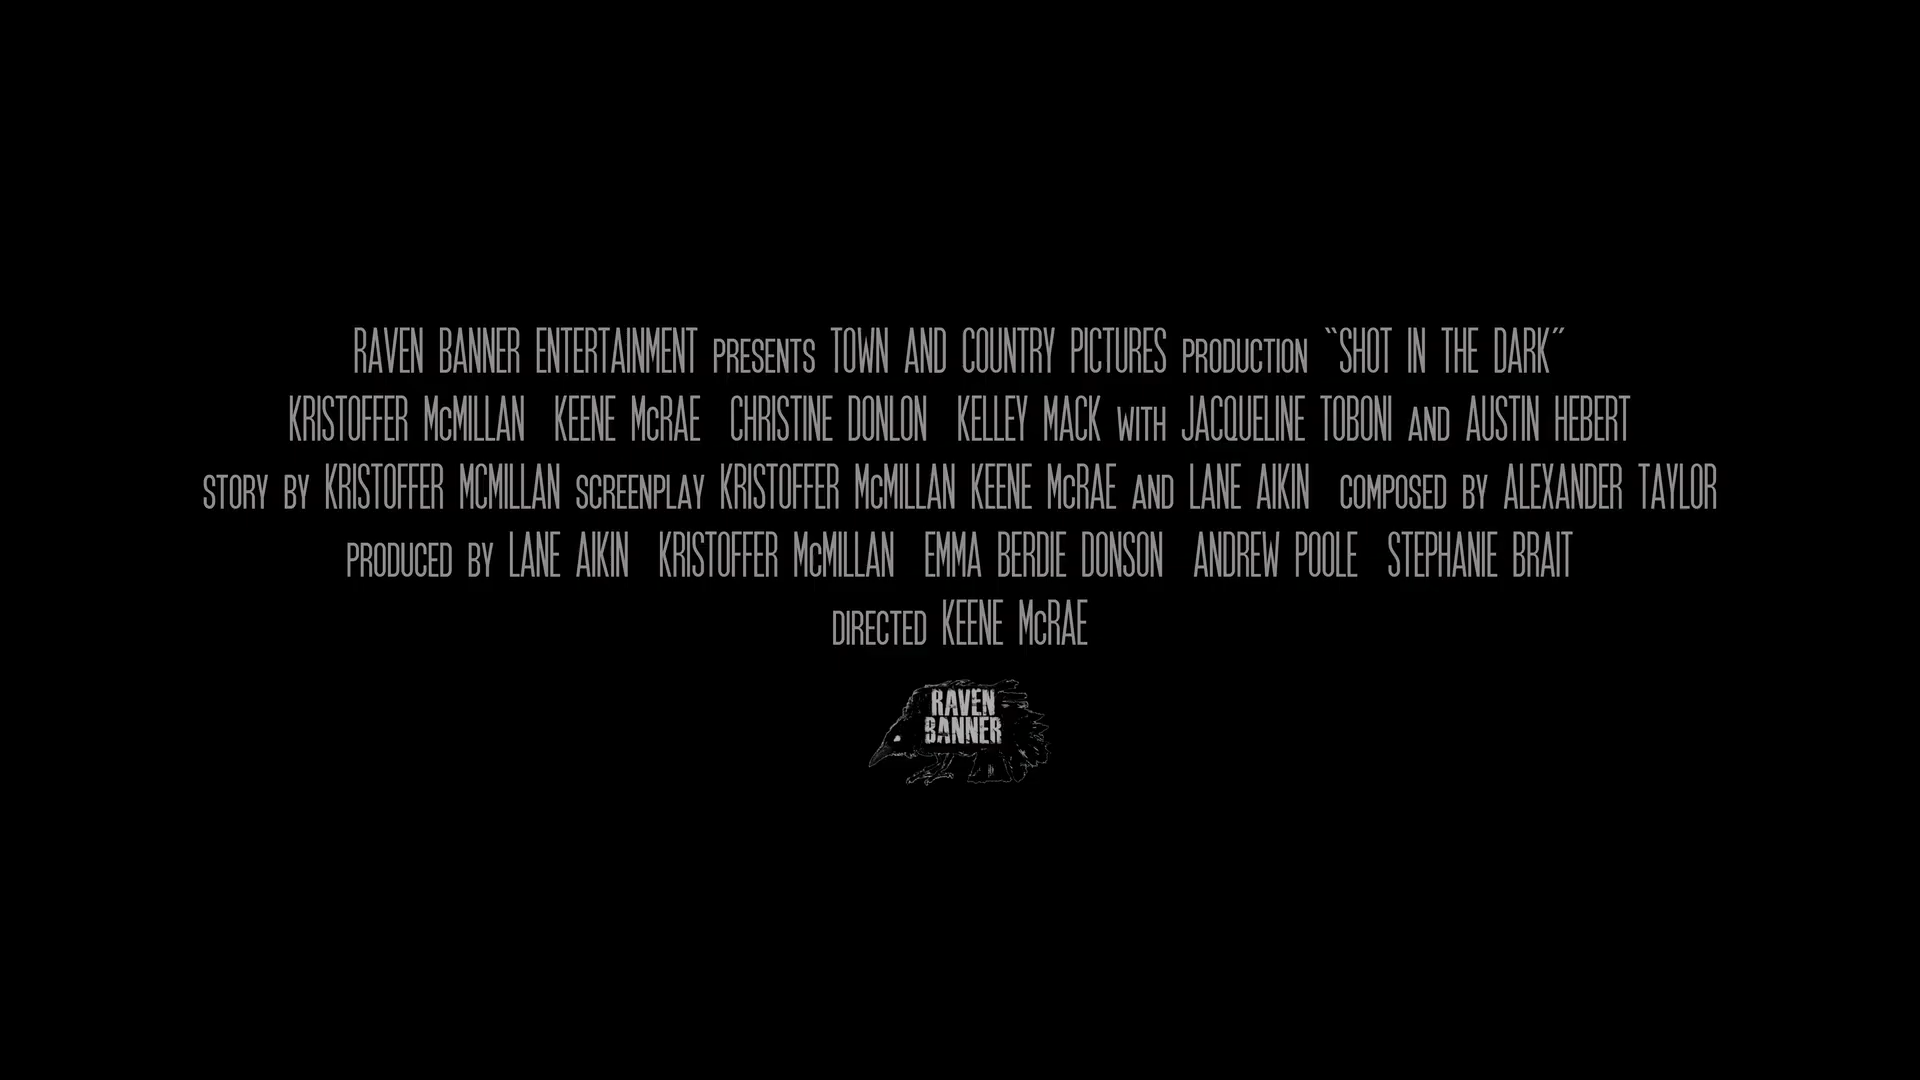 RAVEN BANNER ENTERTAINMENT PRESENTS TOWN AND COUNTRY PICTURES PRODUCTION “SHOT IN THE DARK”
KRISTOFFER McMILLAN KEENE McRAE CHRISTINE DONLON KELLEY MACK WITH JACQUELINE TOBONI AND AUSTIN HEBERT
STORY BY KRISTOFFER MCMILLAN SCREENPLAY KRISTOFFER McMILLAN KEENE McRAE AND LANE AIKIN COMPOSED BY ALEXANDER TAYLOR
PRODUCED BY LANE AIKIN KRISTOFFER McMILLAN EMMA BERDIE DONSON ANDREW POOLE STEPHANIE BRAIT
DIRECTED KEENE McRAE
RAVEN
BANNER